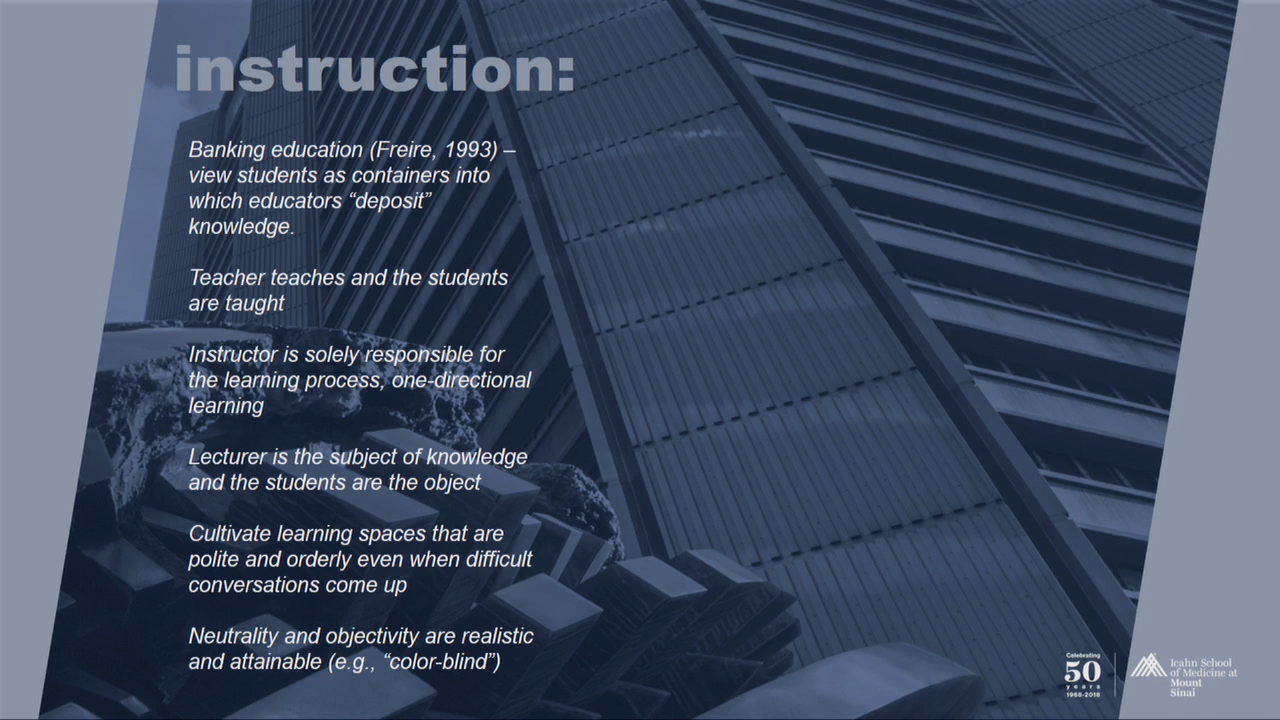 instruction:
Banking education (Freire, 1993) –
view students as containers into
which educators “deposit”
knowledge.
Teacher teaches and the students
are taught
Instructor is solely responsible for
the learning process, one-directional
learning
Lecturer is the subject of knowledge
and the students are the object
Cultivate learning spaces that are
polite and orderly even when difficult
conversations come up
Neutrality and objectivity are realistic
and attainable (e.g., “color-blind”)
Celebrating
50
years
1968-2018
Icahn School
of Medicine at
Mount
Sinai